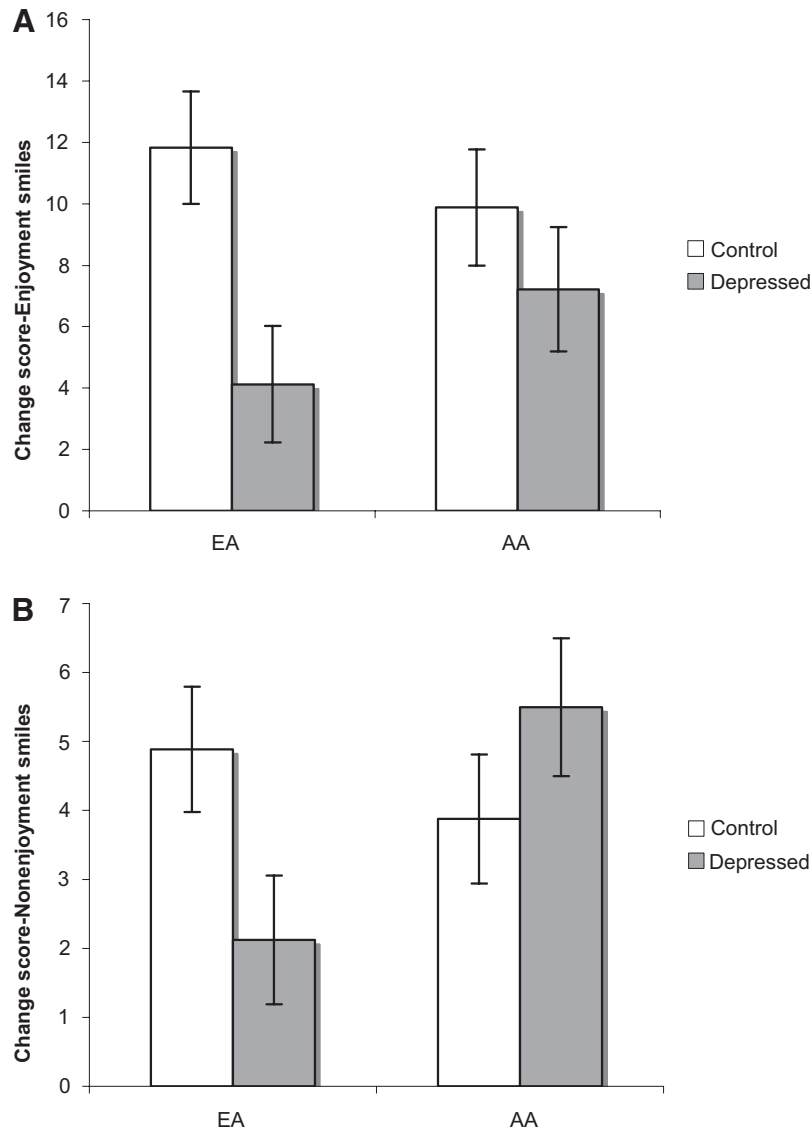 A
16
14
12
10
8
6
4
2
0
Change score-Enjoyment smiles
EA
AA
Control
Depressed
B
7
6
5
4
3
2
1
0
Change score-Nonenjoyment smiles
EA
AA
Control
Depressed